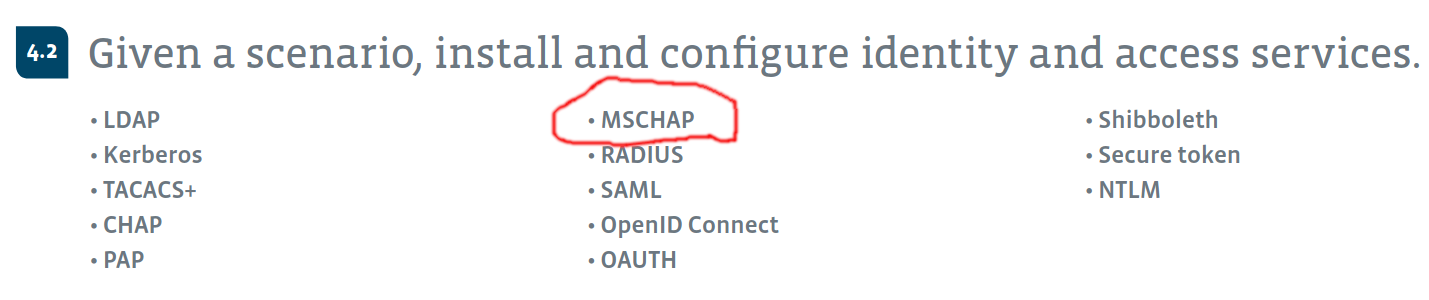 4.2 Given a scenario, install and configure identity and access services.
• LDAP
• Kerberos
• TACACS+
• CHAP
• PAP
• MSCHAP
• RADIUS
• SAML
• OpenID Connect
• OAUTH
• Shibboleth
• Secure token
• NTLM